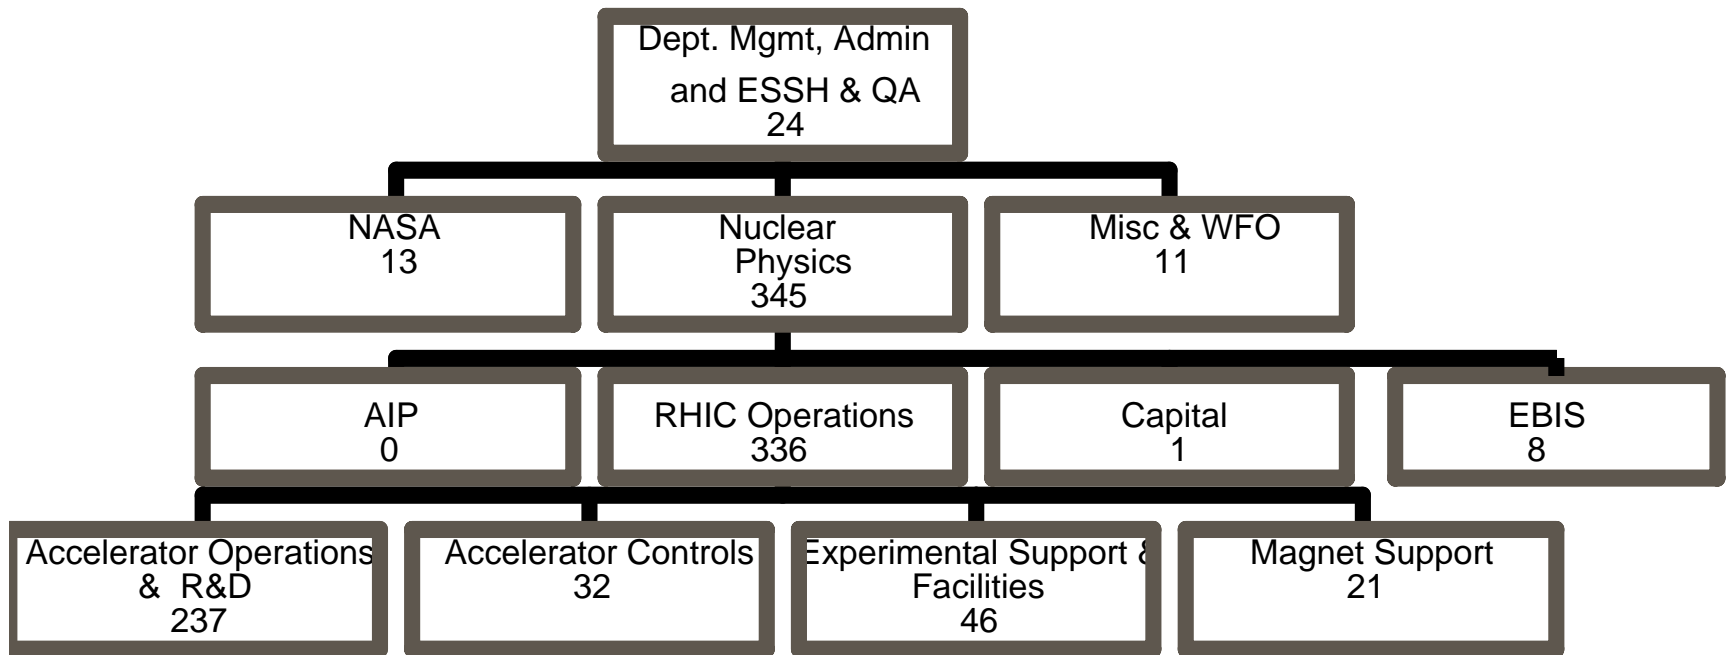 Dept. Mgmt, Admin
and ESSH & QA
24
NASA
13
Nuclear
Physics
345
Misc & WFO
11
AIP
0
RHIC Operations
336
Capital
1
EBIS
8
Accelerator Operations
& R&D
237
Accelerator Controls
32
Experimental Support &
Facilities
46
Magnet Support
21